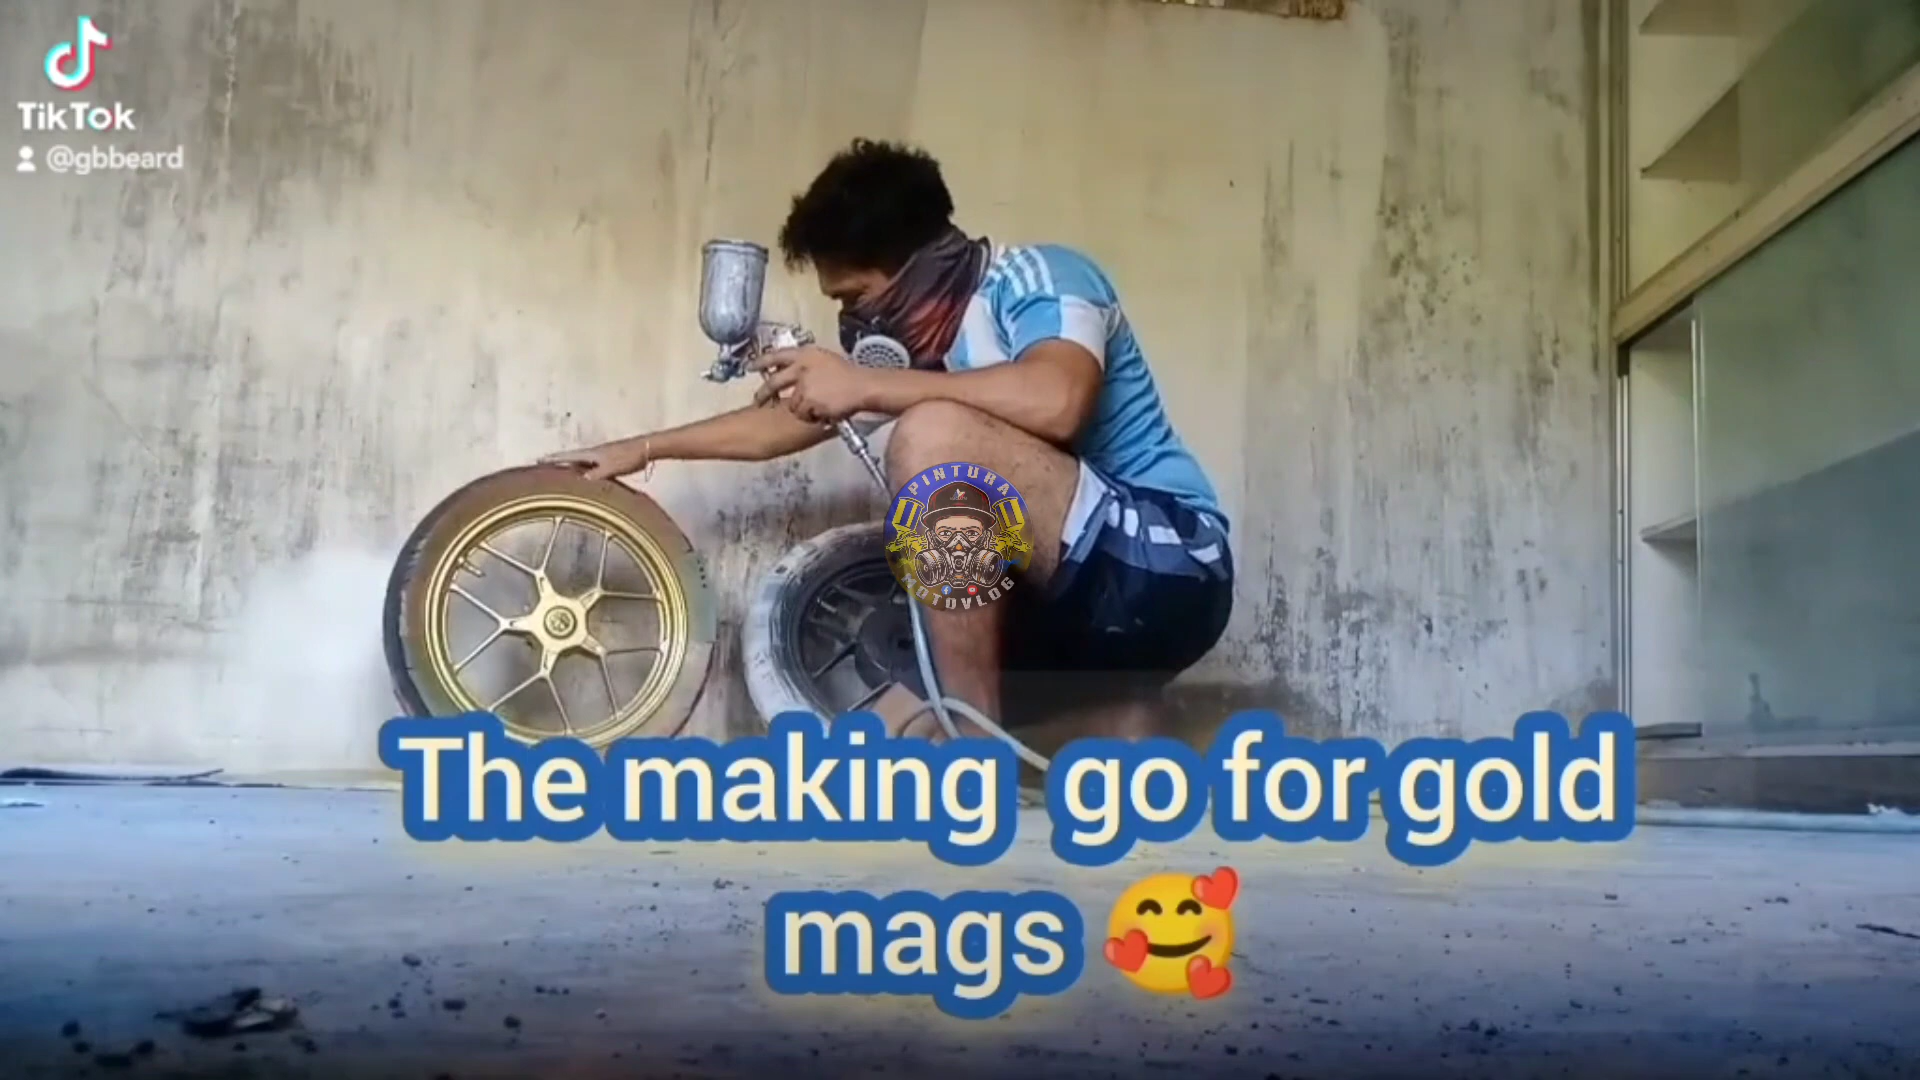 TikTok
@gbbeard
PINTURA
MOTOVLOG
The making go for gold
mags 🥰